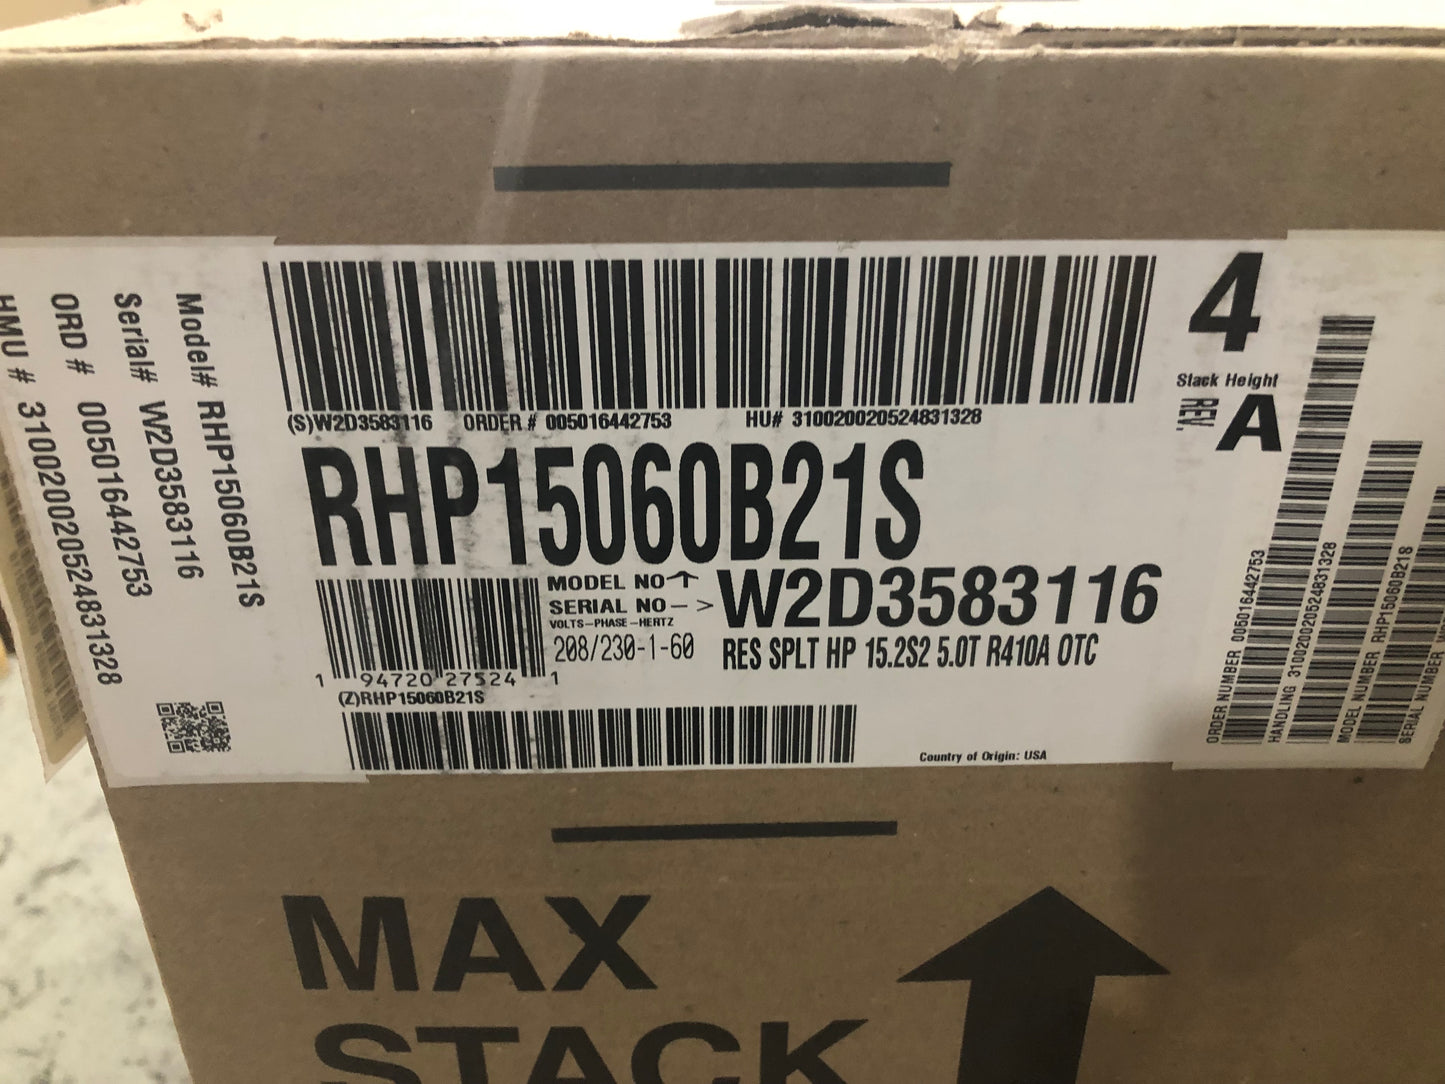 Model# RHP15060B21S
Serial# W2D3583116
ORD # 005016442753
HMU # 310020020524831328
(S)W2D3583116 ORDER # 005016442753 HU# 310020020524831328
4
Stack Height
REV. A
RHP15060B21S
MODEL NO
SERIAL NO - > W2D3583116
VOLTS-PHASE-HERTZ
208/230-1-60 RES SPLT HP 15.2S2 5.0T R410A OTC
1 94720 27524 1
(Z)RHP15060B21S
Country of Origin: USA
ORDER NUMBER 005016442753
HANDLING 310020020524831328
MODEL NUMBER RHP15060B21S
SERIAL NUMBER
MAX
STACK